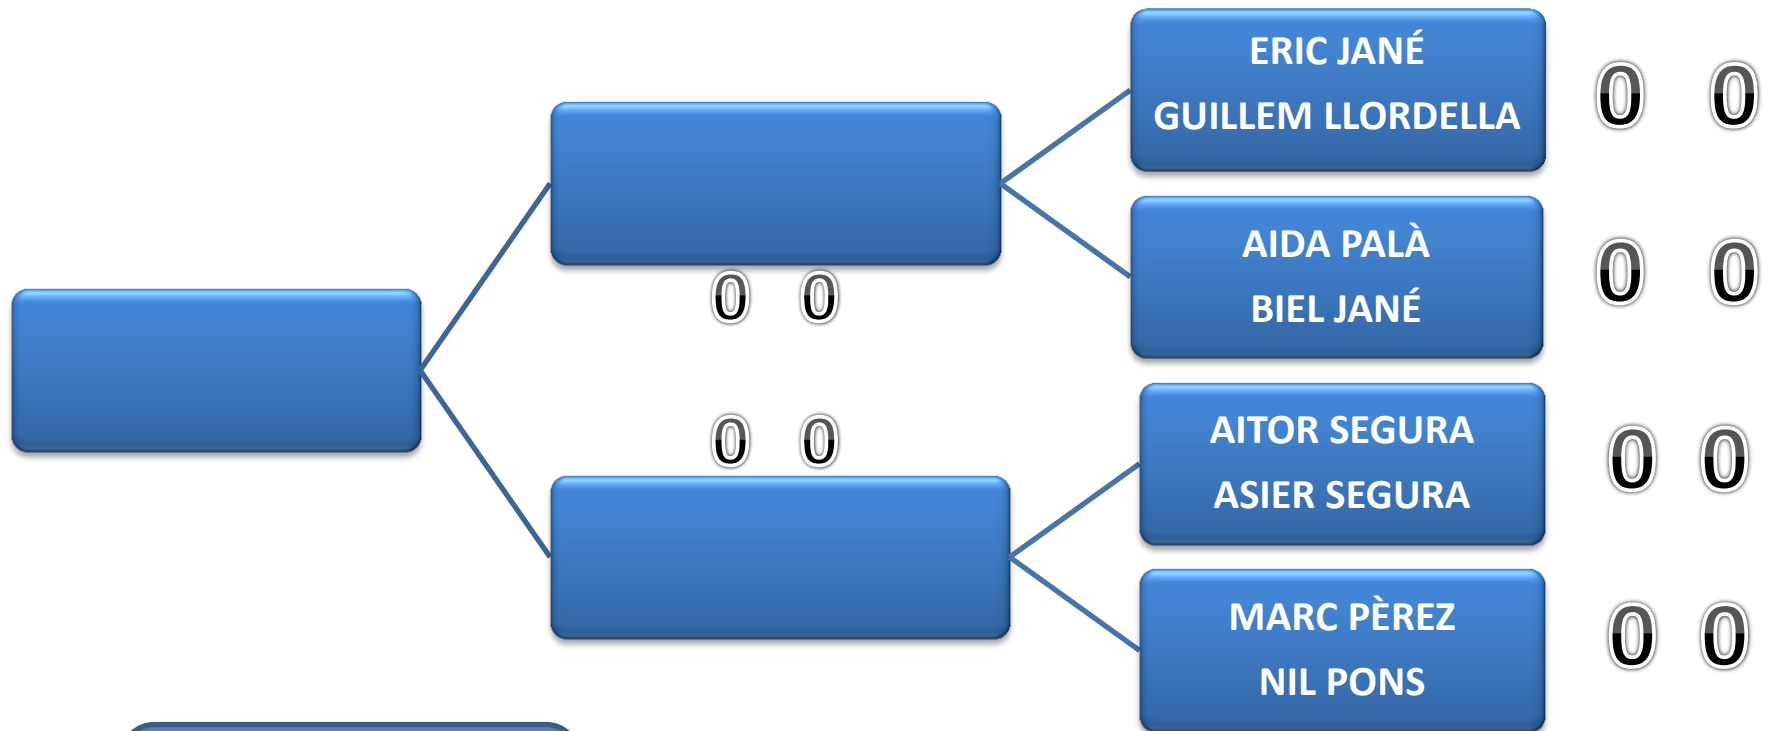 ERIC JANÉ
GUILLEM LLORDELLA
0 0
AIDA PALÀ
BIEL JANÉ
0 0
0 0
0 0
AITOR SEGURA
ASIER SEGURA
0 0
MARC PÈREZ
NIL PONS
0 0